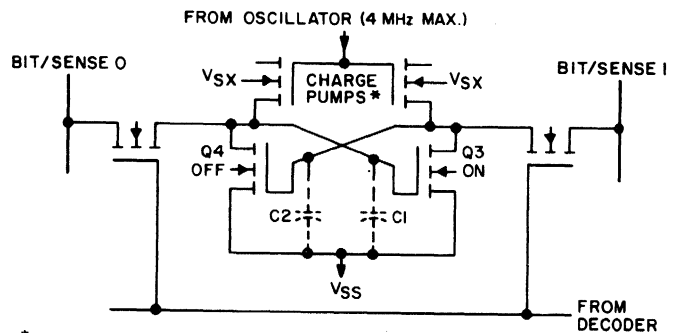 FROM OSCILLATOR (4 MHz MAX.)
BIT/SENSE 0
BIT/SENSE 1
VSX
CHARGE
PUMPS*
VSX
Q4
OFF
Q3
ON
C2
C1
VSS
FROM
DECODER
*